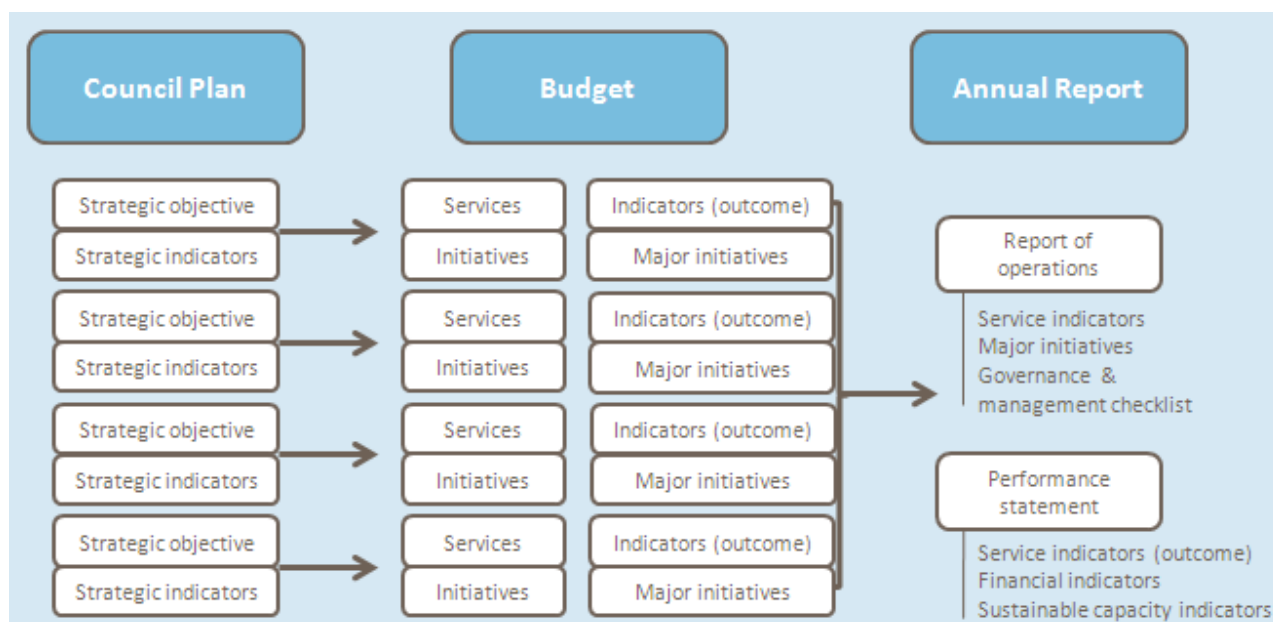 Council Plan
Budget
Annual Report
Strategic objective
Strategic indicators
Services
Initiatives
Indicators (outcome)
Major initiatives
Strategic objective
Strategic indicators
Services
Initiatives
Indicators (outcome)
Major initiatives
Strategic objective
Strategic indicators
Services
Initiatives
Indicators (outcome)
Major initiatives
Strategic objective
Strategic indicators
Services
Initiatives
Indicators (outcome)
Major initiatives
Report of
operations
Service indicators
Major initiatives
Governance &
management checklist
Performance
statement
Service indicators (outcome)
Financial indicators
Sustainable capacity indicators